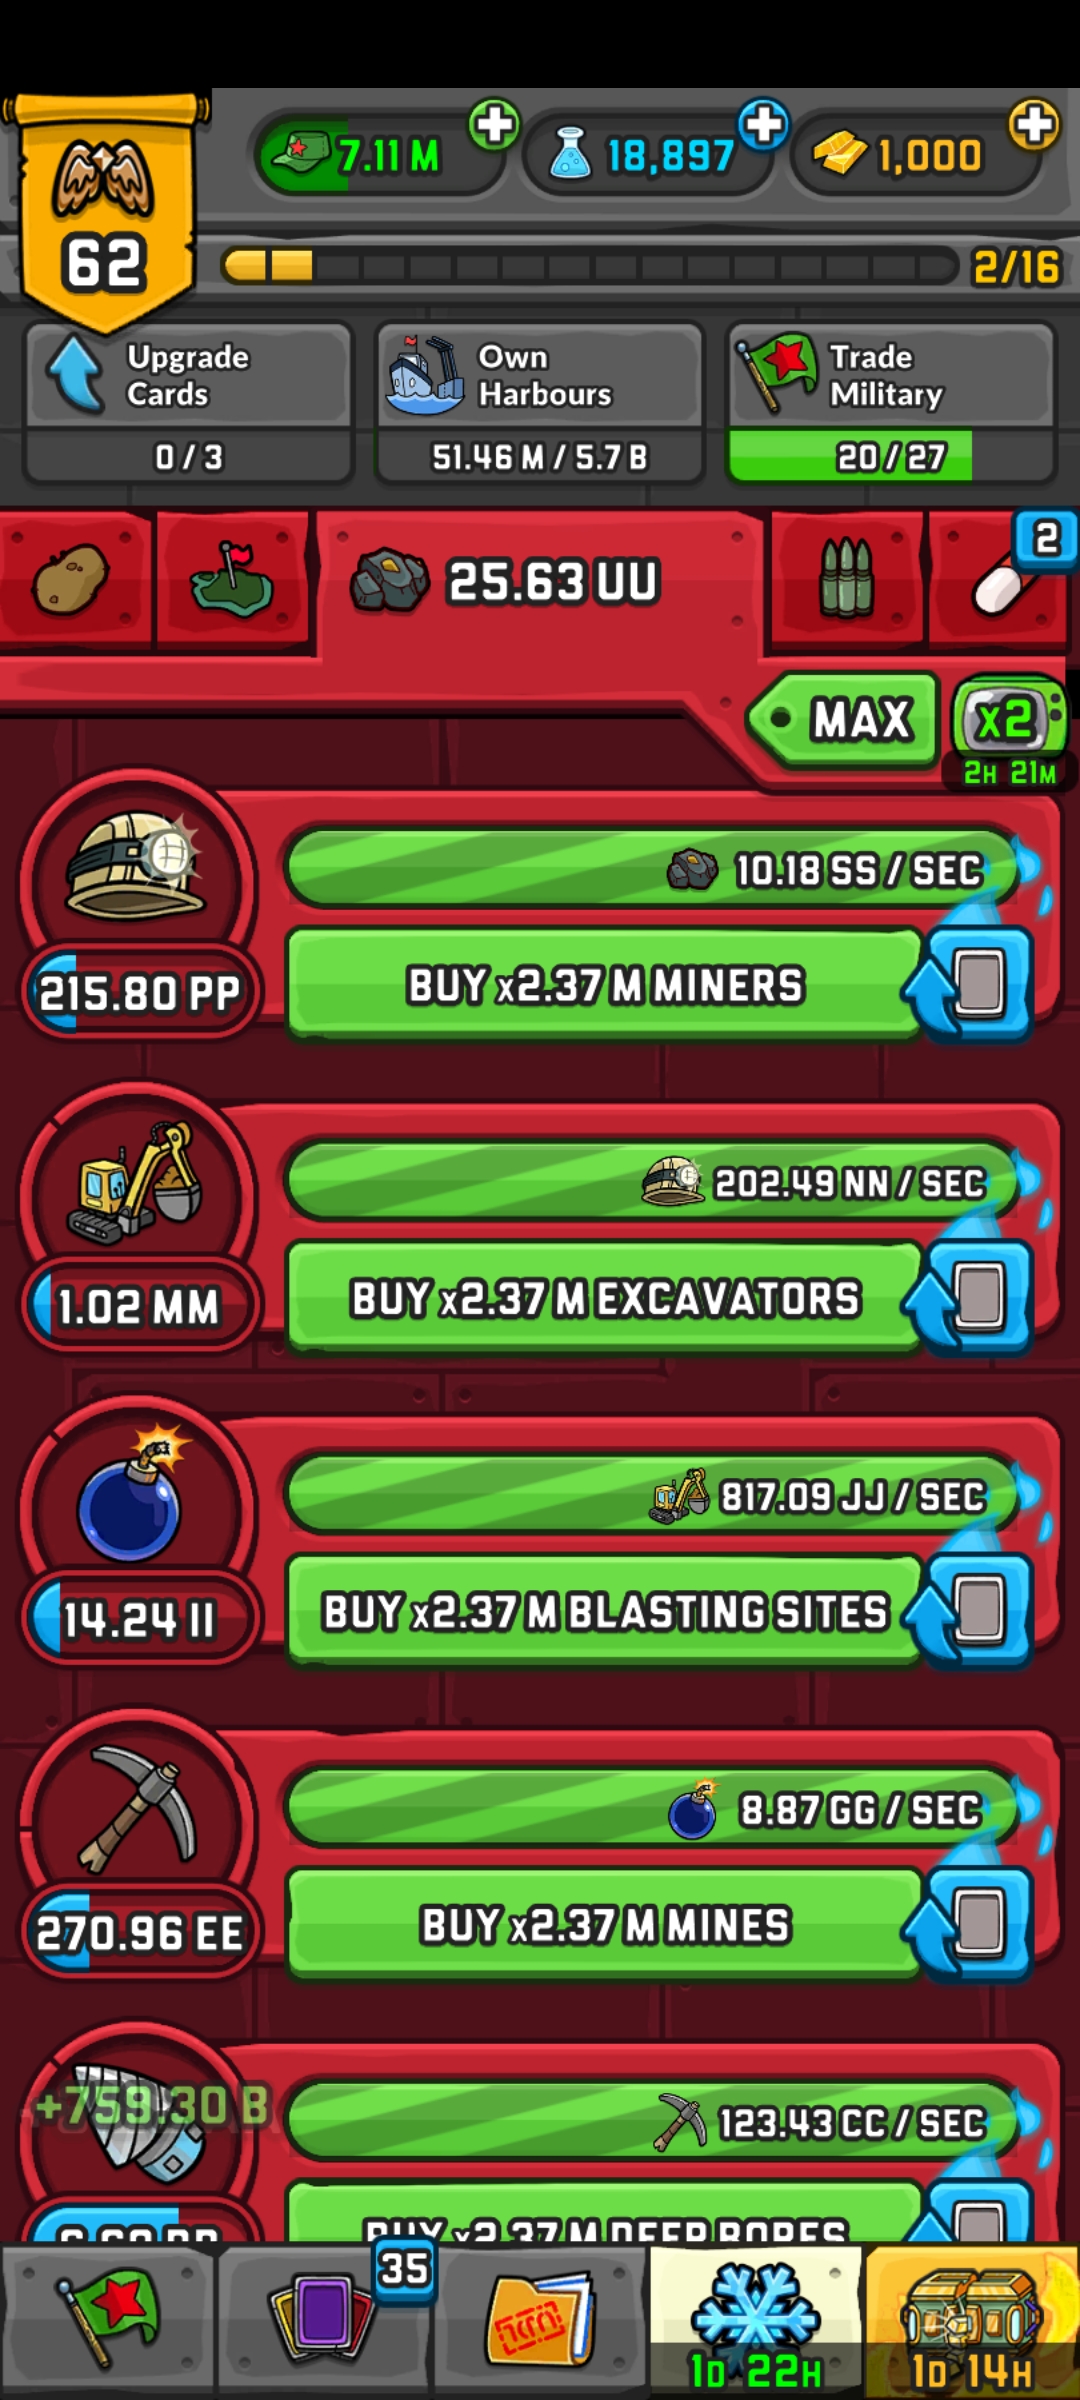 7.11 M
18,897
1,000
62
2/16
Upgrade
Cards
0 / 3
Own
Harbours
51.46 M / 5.7 B
Trade
Military
20 / 27
25.63 UU
2
MAX
x2
2H 21M
10.18 SS / SEC
215.80 PP
BUY x2.37 M MINERS
202.49 NN / SEC
1.02 MM
BUY x2.37 M EXCAVATORS
817.09 JJ / SEC
14.24 II
BUY x2.37 M BLASTING SITES
8.87 GG / SEC
270.96 EE
BUY x2.37 M MINES
+759.30 B
123.43 CC / SEC
BUY x2.37 M DEEP BORES
35
1D 22H
1D 14H